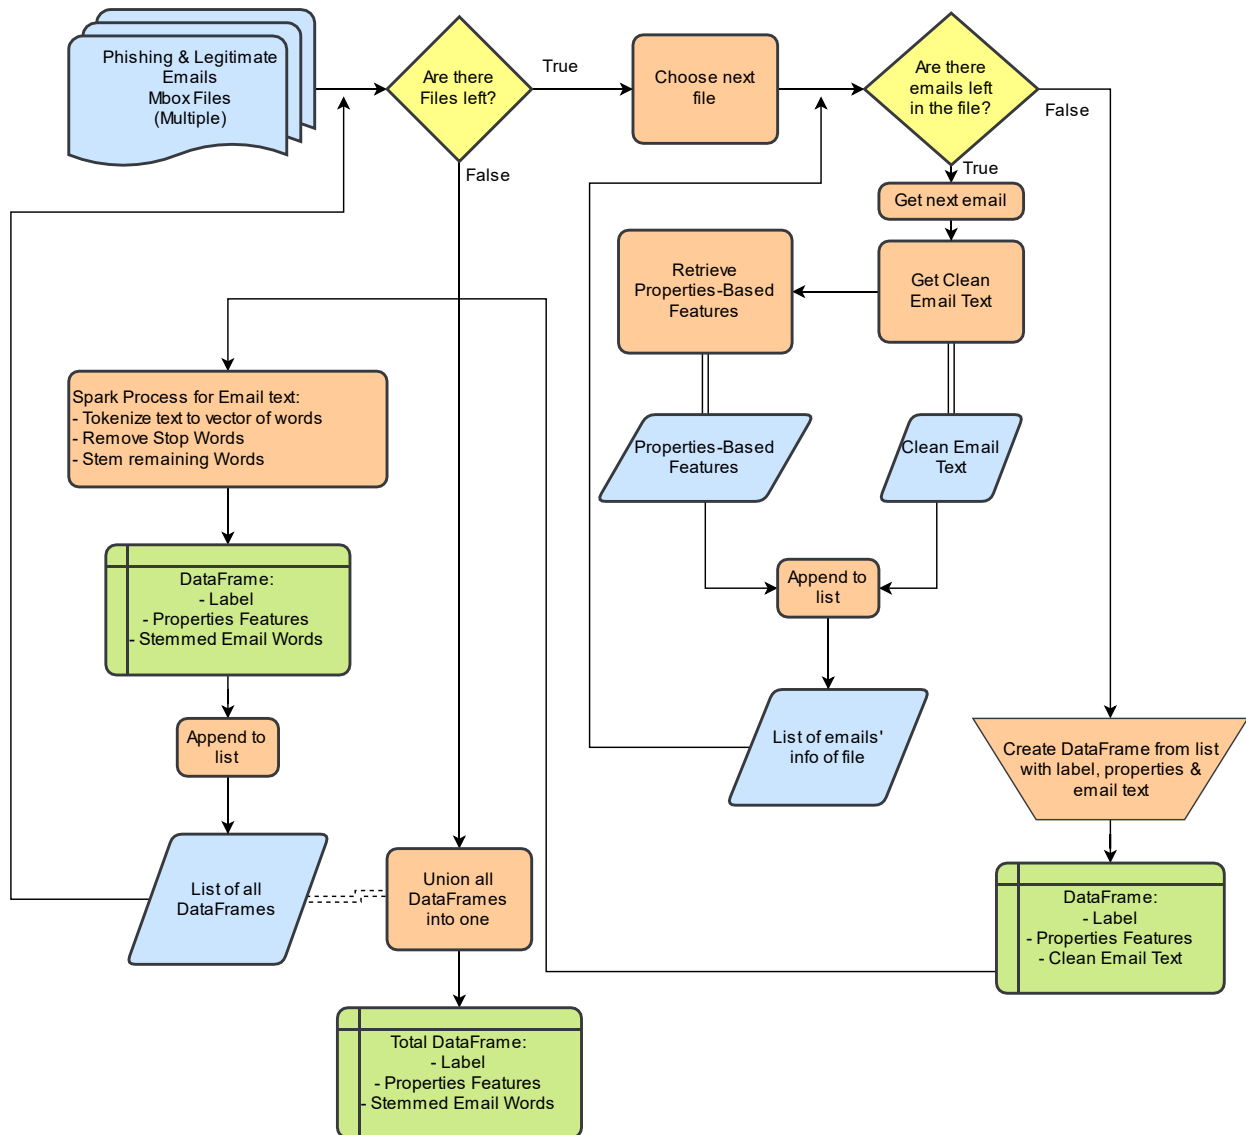 Phishing & Legitimate
Emails
Mbox Files
(Multiple)
Are there
Files left?
True
Choose next
file
Are there
emails left
in the file?
False
True
False
Get next email
Get Clean
Email Text
Retrieve
Properties-Based
Features
Properties-Based
Features
Clean Email
Text
Append to
list
List of emails'
info of file
Create DataFrame from list
with label, properties &
email text
DataFrame:
- Label
- Properties Features
- Clean Email Text
Spark Process for Email text:
- Tokenize text to vector of words
- Remove Stop Words
- Stem remaining Words
DataFrame:
- Label
- Properties Features
- Stemmed Email Words
Append to
list
List of all
DataFrames
Union all
DataFrames
into one
Total DataFrame:
- Label
- Properties Features
- Stemmed Email Words